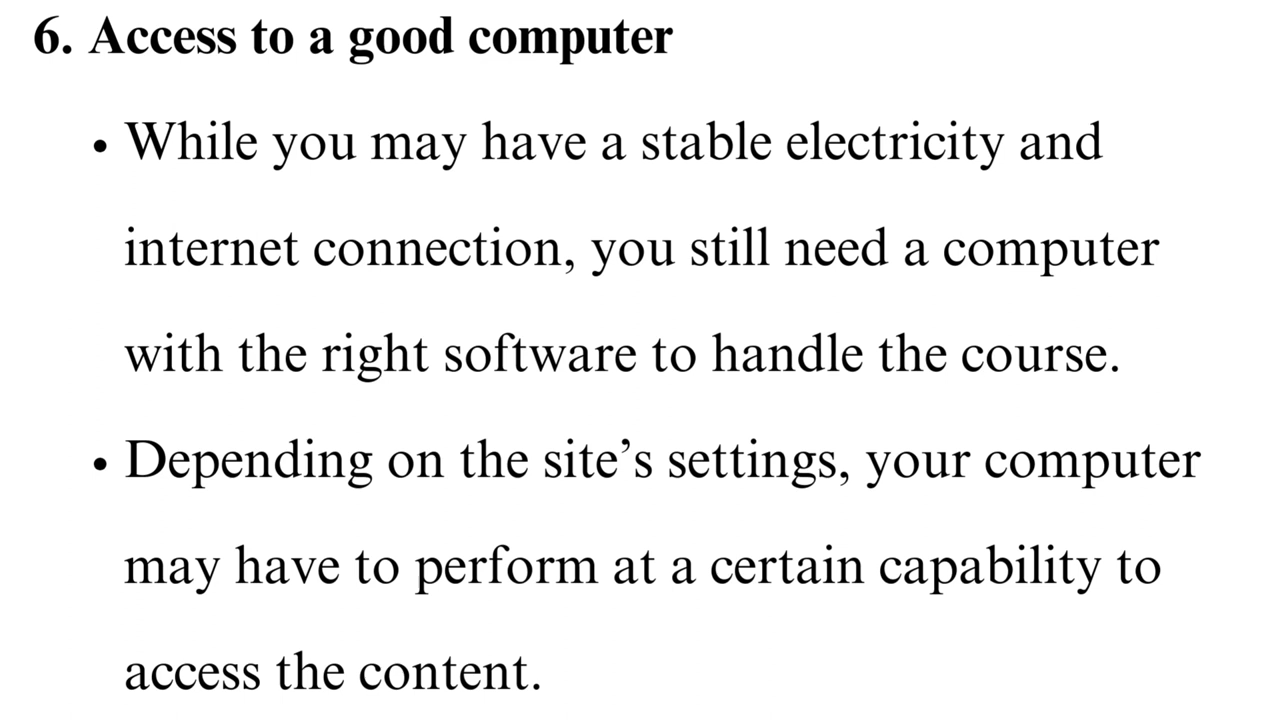 6. Access to a good computer
• While you may have a stable electricity and
internet connection, you still need a computer
with the right software to handle the course.
• Depending on the site’s settings, your computer
may have to perform at a certain capability to
access the content.